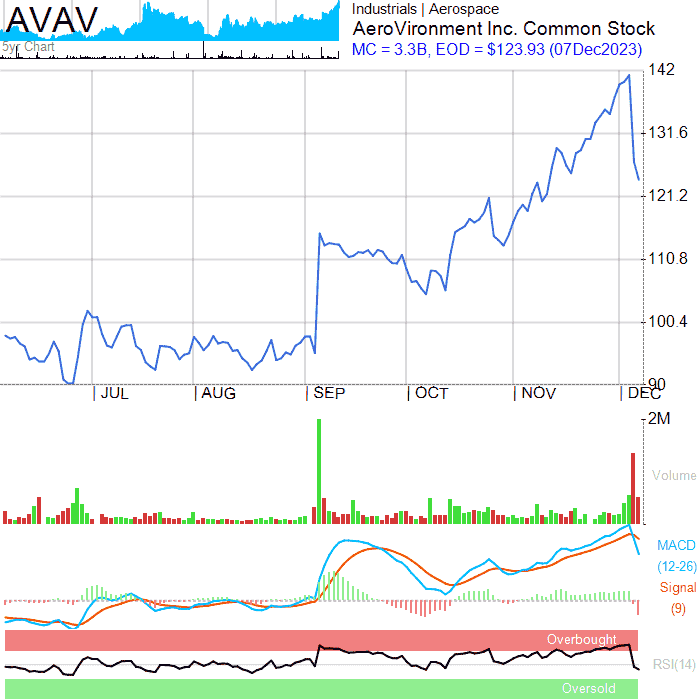 AVAV
5yr Chart
Industrials | Aerospace
AeroVironment Inc. Common Stock
MC = 3.3B, EOD = $123.93 (07Dec2023)
142
131.6
121.2
110.8
100.4
90
JUL AUG SEP OCT NOV DEC
2M
Volume
MACD
(12-26)
Signal
(9)
Overbought
RSI(14)
Oversold